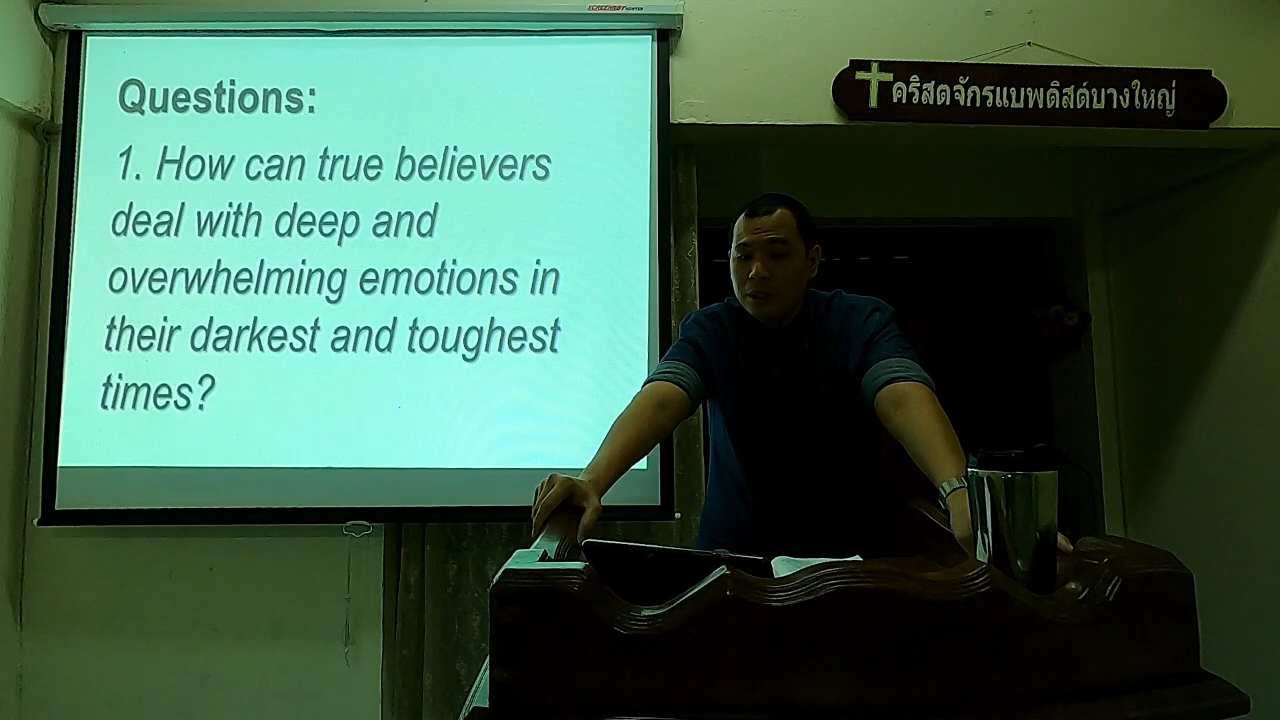 Questions:
1. How can true believers
deal with deep and
overwhelming emotions in
their darkest and toughest
times?
คริสตจักรแบพติสต์บางใหญ่